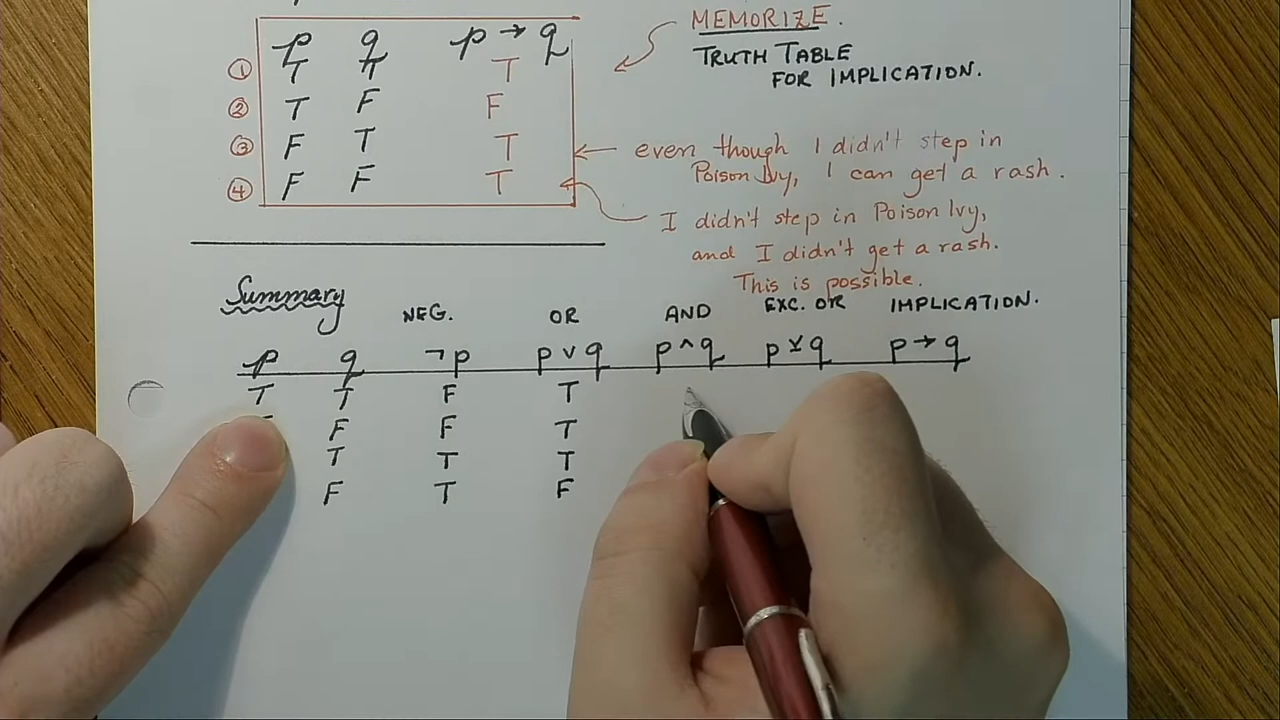 p q p → q
① T T T
② T F F
③ F T T
④ F F T
MEMORIZE.
TRUTH TABLE
FOR IMPLICATION.
even though I didn't step in
Poison Ivy, I can get a rash.
I didn't step in Poison Ivy,
and I didn't get a rash.
This is possible.
Summary
NEG. OR AND EXC. OR IMPLICATION.
p q ¬p p ∨ q p ∧ q p ⊻ q p → q
T T F T
F F T
T T T
F T F